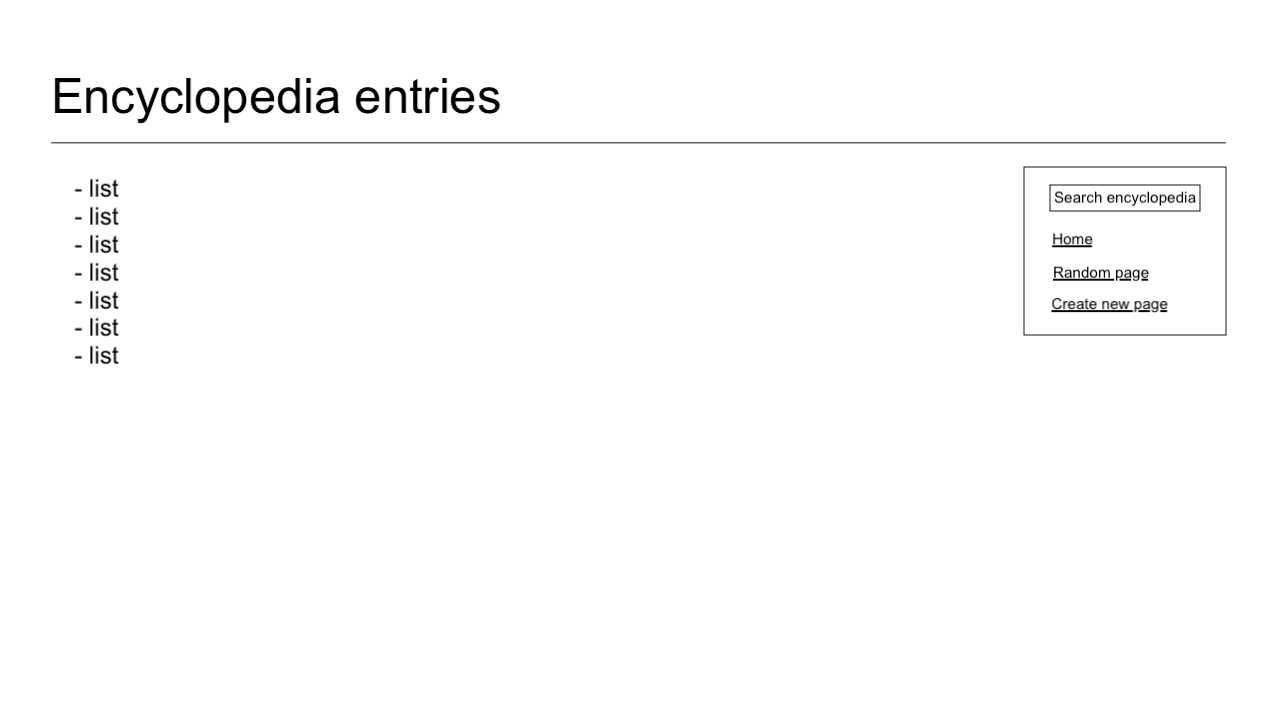 Encyclopedia entries
- list
- list
- list
- list
- list
- list
- list
Search encyclopedia
Home
Random page
Create new page